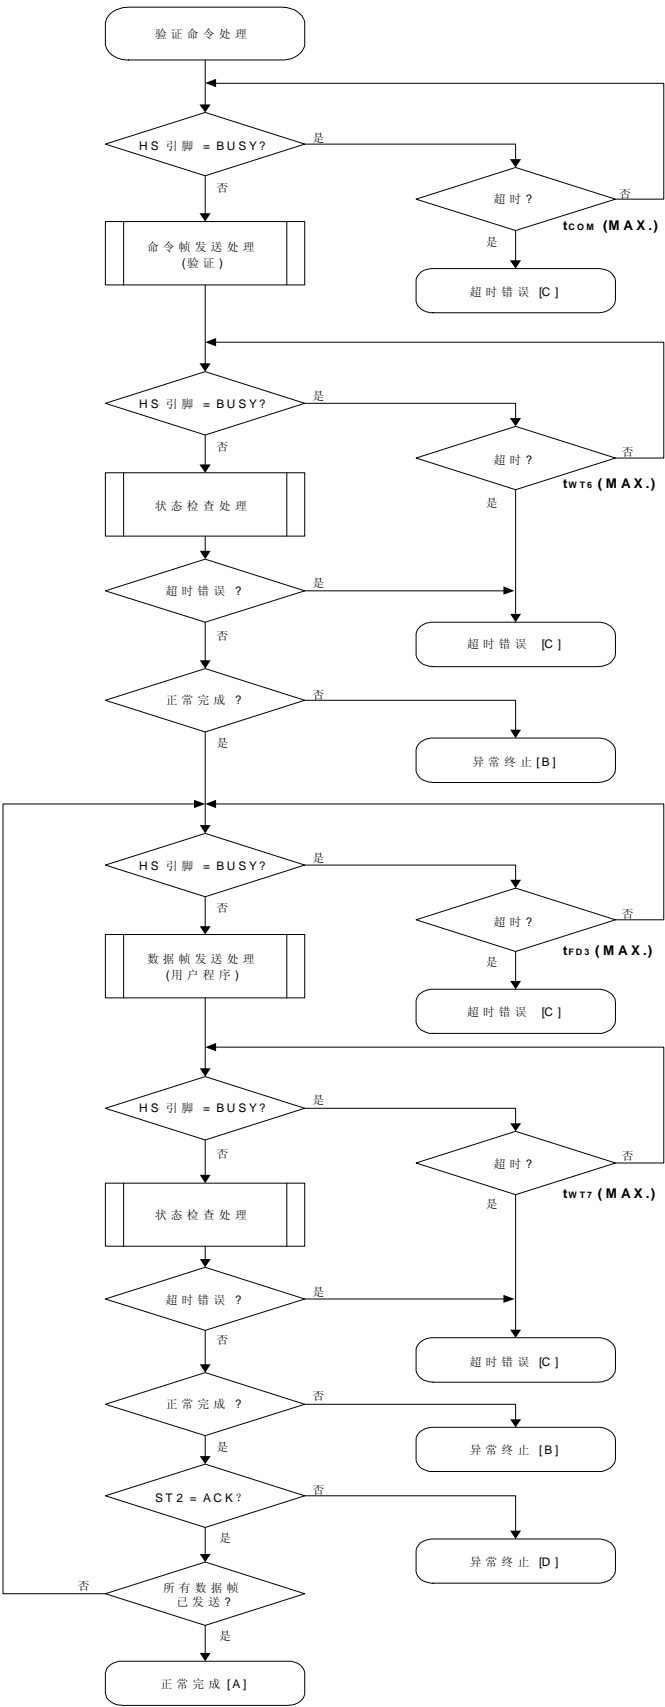 验证命令处理
HS 引脚 = BUSY?
是
否
超时?
否
tCOM (MAX.)
是
命令帧发送处理
(验证)
超时错误 [C]
HS 引脚 = BUSY?
是
否
超时?
否
tWT6 (MAX.)
是
状态检查处理
超时错误 ?
是
否
超时错误 [C]
正常完成 ?
否
是
异常终止 [B]
HS 引脚 = BUSY?
是
否
超时?
否
tFD3 (MAX.)
是
数据帧发送处理
(用户程序)
超时错误 [C]
HS 引脚 = BUSY?
是
否
超时?
否
tWT7 (MAX.)
是
状态检查处理
超时错误 ?
是
否
超时错误 [C]
正常完成 ?
否
是
异常终止 [B]
ST2 = ACK?
否
是
异常终止 [D]
所有数据帧
已发送?
否
是
正常完成 [A]